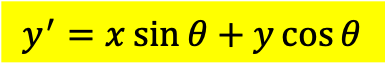 y′ = x sin θ + y cos θ